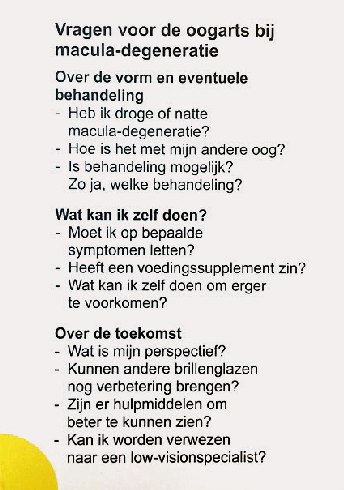 Vragen voor de oogarts bij
macula-degeneratie
Over de vorm en eventuele
behandeling
- Heb ik droge of natte
macula-degeneratie?
- Hoe is het met mijn andere oog?
- Is behandeling mogelijk?
Zo ja, welke behandeling?
Wat kan ik zelf doen?
- Moet ik op bepaalde
symptomen letten?
- Heeft een voedingssupplement zin?
- Wat kan ik zelf doen om erger
te voorkomen?
Over de toekomst
- Wat is mijn perspectief?
- Kunnen andere brillenglazen
nog verbetering brengen?
- Zijn er hulpmiddelen om
beter te kunnen zien?
- Kan ik worden verwezen
naar een low-visionspecialist?